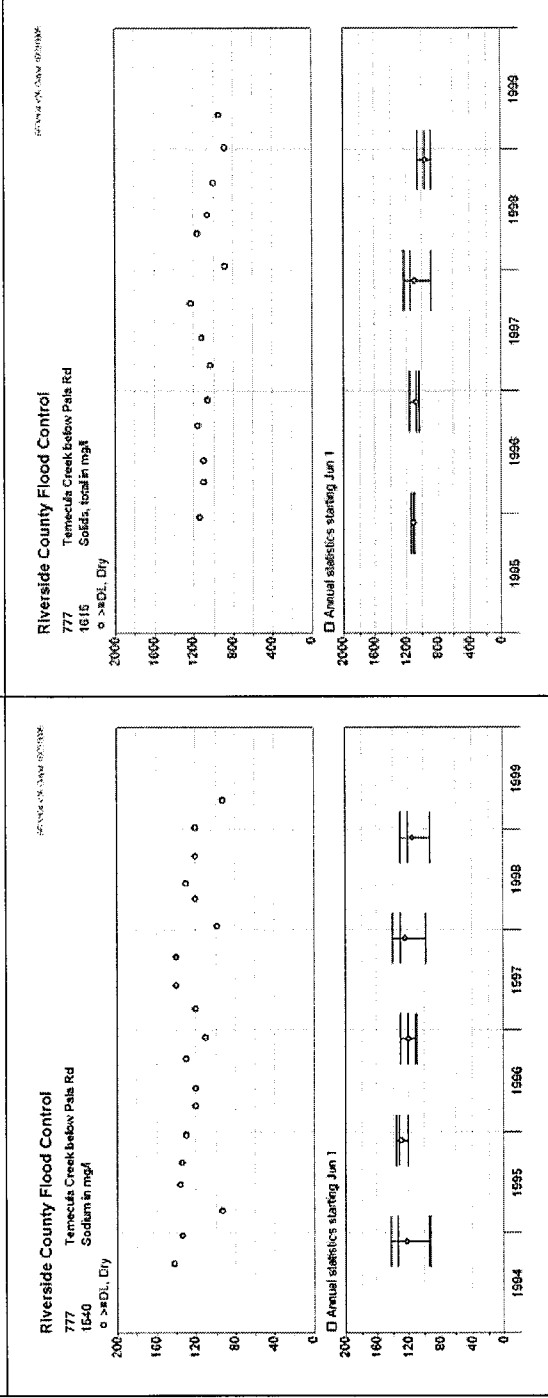 Riverside County Flood Control
777 Temecula Creek below Pala Rd
1540 Sodium in mg/l
o >=DL, Dry
200
160
120
80
40
0
□ Annual statistics starting Jun 1
200
160
120
80
40
0
1994 1995 1996 1997 1998 1999
Riverside County Flood Control
777 Temecula Creek below Pala Rd
1615 Solids, total in mg/l
o >=DL, Dry
2000
1600
1200
800
400
0
□ Annual statistics starting Jun 1
2000
1600
1200
800
400
0
1995 1996 1997 1998 1999